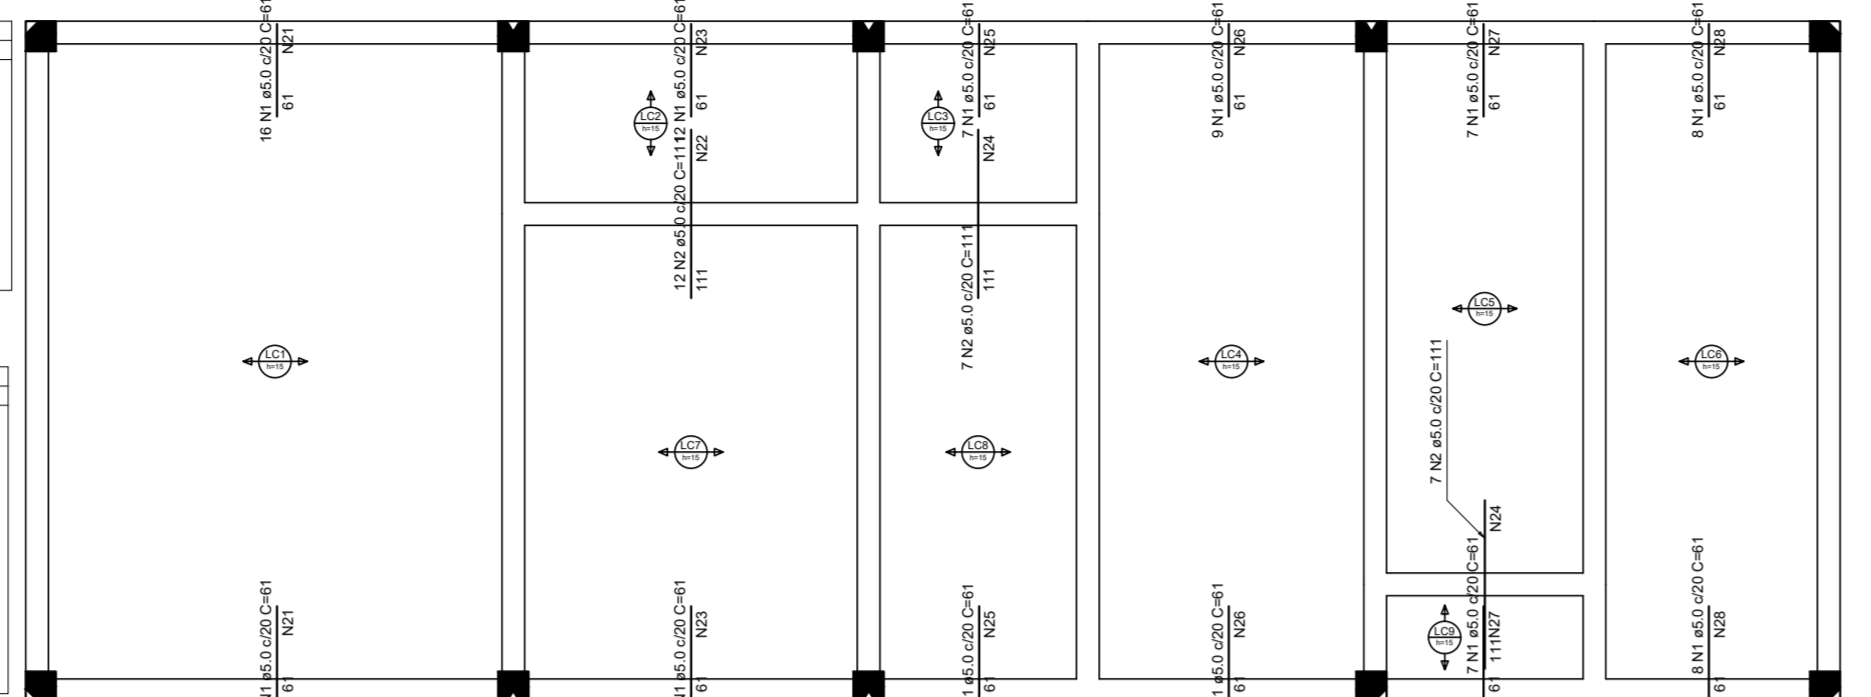 16 N1 ø5.0 c/20 C=61
N21
61
12 N1 ø5.0 c/20 C=61
N23
61
7 N1 ø5.0 c/20 C=61
N25
61
9 N1 ø5.0 c/20 C=61
N26
61
7 N1 ø5.0 c/20 C=61
N27
61
8 N1 ø5.0 c/20 C=61
N28
61
LC2
h=15
LC3
h=15
12 N2 ø5.0 c/20 C=111
N22
111
7 N2 ø5.0 c/20 C=111
N24
111
LC5
h=15
LC1
h=15
LC4
h=15
LC6
h=15
LC7
h=15
LC8
h=15
7 N2 ø5.0 c/20 C=111
N24
111
ø5.0 c/20 C=61
N21
61
N1 ø5.0 c/20 C=61
N23
61
ø5.0 c/20 C=61
N25
61
ø5.0 c/20 C=61
N26
61
LC9
h=15
7 N1 ø5.0 c/20 C=61
N27
61
8 N1 ø5.0 c/20 C=61
N28
61